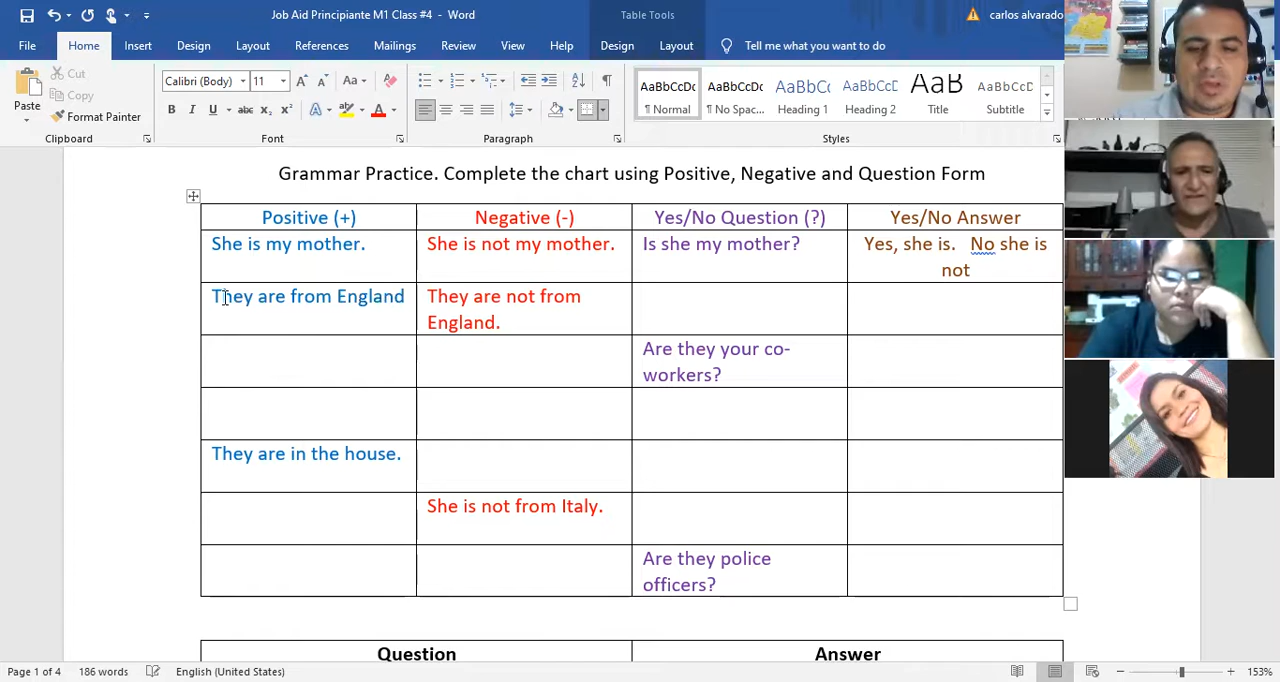 Job Aid Principiante M1 Class #4 - Word
Table Tools
carlos alvarado
File
Home
Insert
Design
Layout
References
Mailings
Review
View
Help
Design
Layout
Tell me what you want to do
Paste
Cut
Copy
Format Painter
Clipboard
Calibri (Body)
11
Font
Paragraph
AaBbCcDc
¶ Normal
AaBbCcDc
¶ No Spac...
AaBbCc
Heading 1
AaBbCcD
Heading 2
AaB
Title
AaBbCcD
Subtitle
Styles
Grammar Practice. Complete the chart using Positive, Negative and Question Form
Positive (+)
Negative (-)
Yes/No Question (?)
Yes/No Answer
She is my mother.
She is not my mother.
Is she my mother?
Yes, she is. No she is
not
They are from England
They are not from
England.
Are they your co-
workers?
They are in the house.
She is not from Italy.
Are they police
officers?
Question
Answer
Page 1 of 4
186 words
English (United States)
153%